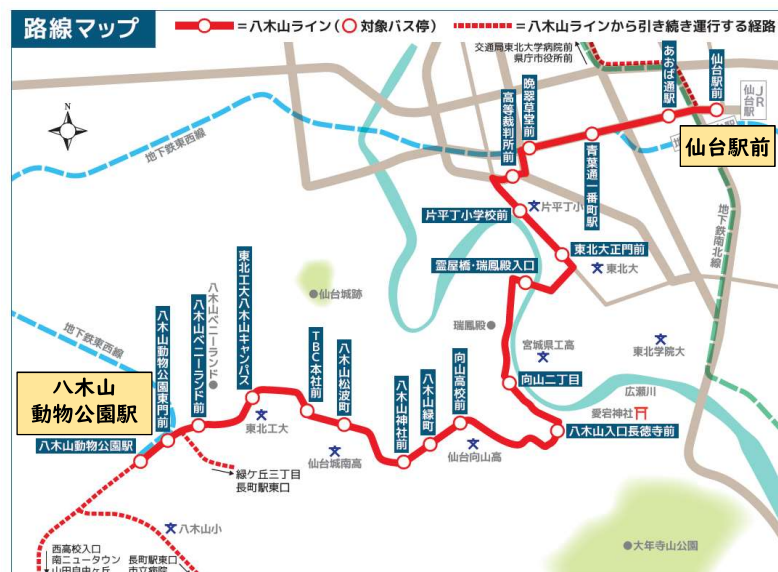 路線マップ
=八木山ライン(○対象バス停)
=八木山ラインから引き続き運行する経路
交通局東北大学病院前
県庁市役所前
あおば通駅
仙台駅前
JR
仙台駅
仙台駅前
晩翠草堂前
高等裁判所前
青葉通一番町駅
地下鉄東西線
片平丁小学校前
片平丁小
東北大正門前
東北大
霊屋橋・瑞鳳殿入口
地下鉄南北線
仙台城跡
瑞鳳殿
宮城県工高
東北学院大
向山二丁目
広瀬川
愛宕神社
八木山入口長徳寺前
地下鉄東西線
八木山動物公園駅
八木山
動物公園駅
八木山動物公園東門前
八木山ベニーランド前
八木山ベニーランド
東北工大八木山キャンパス
東北工大
TBC本社前
八木山松波町
仙台城南高
八木山神社前
八木山緑町
向山高校前
仙台向山高
緑ケ丘三丁目
長町駅東口
八木山小
西高校入口
南ニュータウン
山田自由ケ丘
長町駅東口
市立病院
大年寺山公園
N